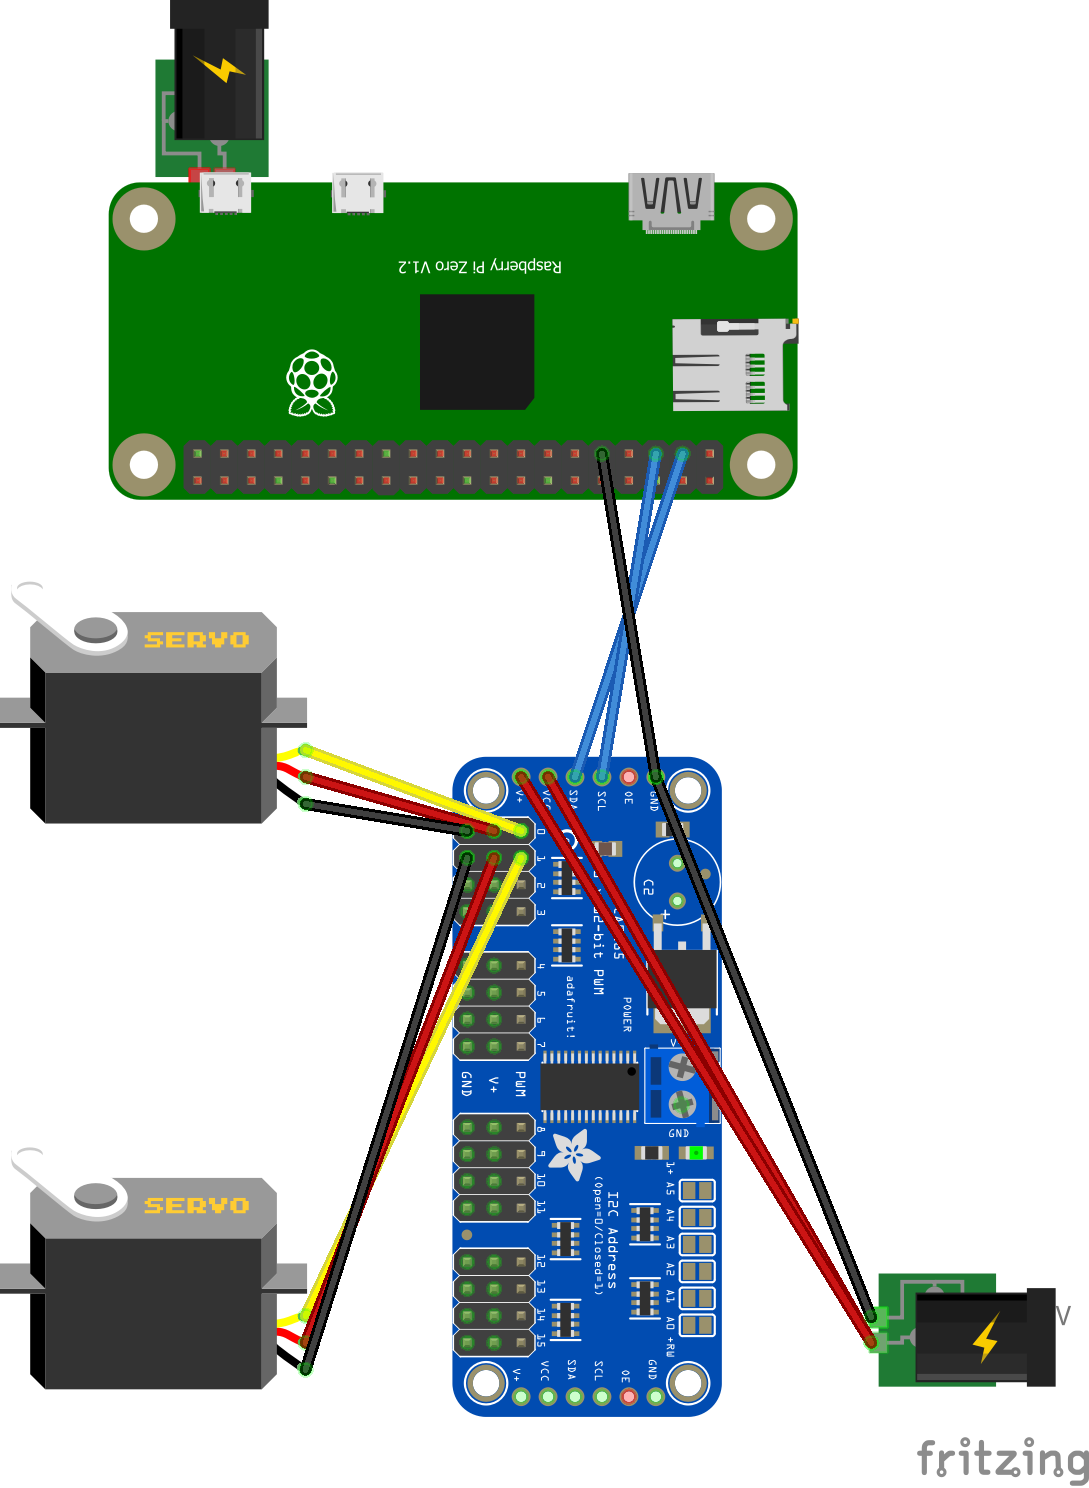 Raspberry Pi Zero V1.2
SERVO
V+
VCC
SDA
SCL
OE
GND
0
1
2
3
C2
+
-bit PWM
adafruit!
POWER
4
5
6
7
GND
V+
PWM
V
GND
8
9
10
11
1+
A5
A4
A3
A2
A1
A0
+RW
I2C Address
(Open=0/Closed=1)
SERVO
12
13
14
15
V+
VCC
SDA
SCL
OE
GND
V
fritzing